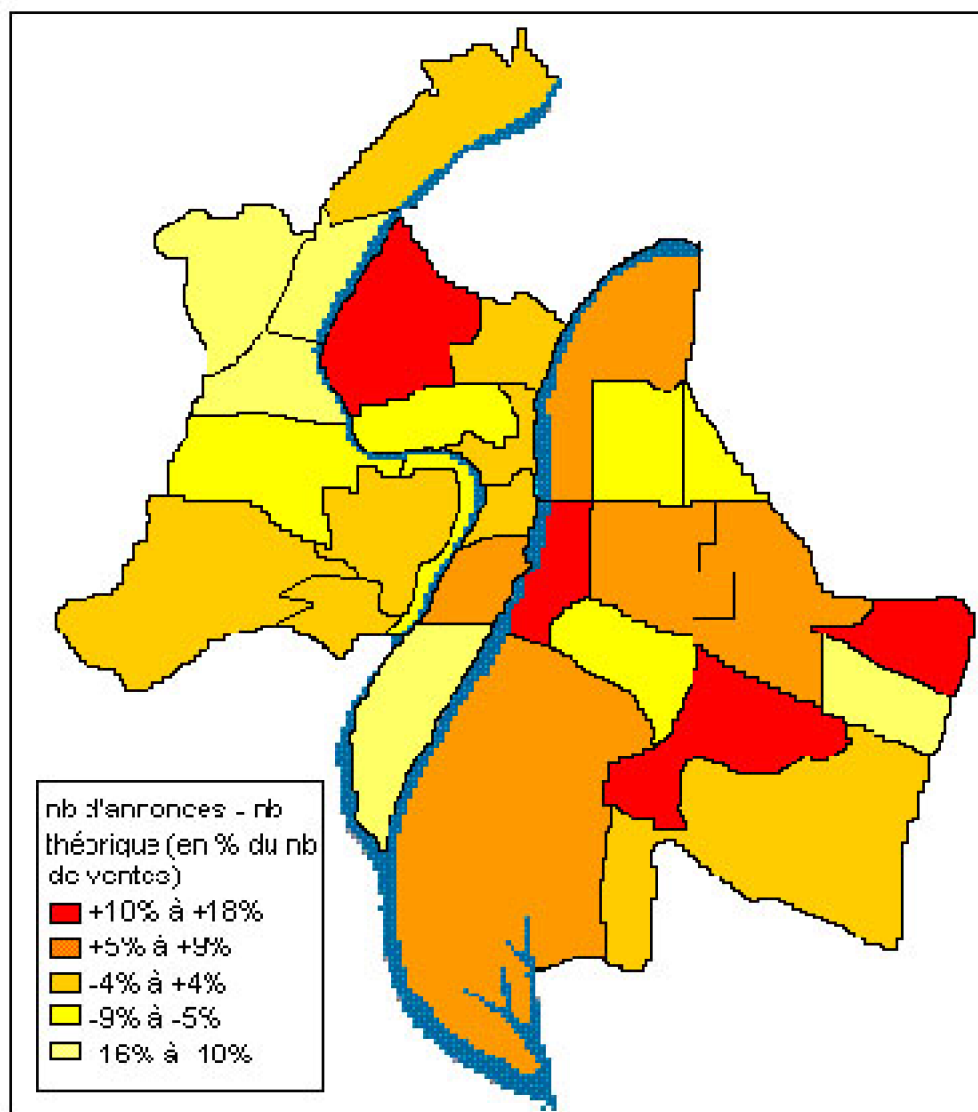 nb d'annonces - nb
théorique (en % du nb
de ventes)
+10% à +18%
+5% à +9%
-4% à +4%
-9% à -5%
-16% à -10%